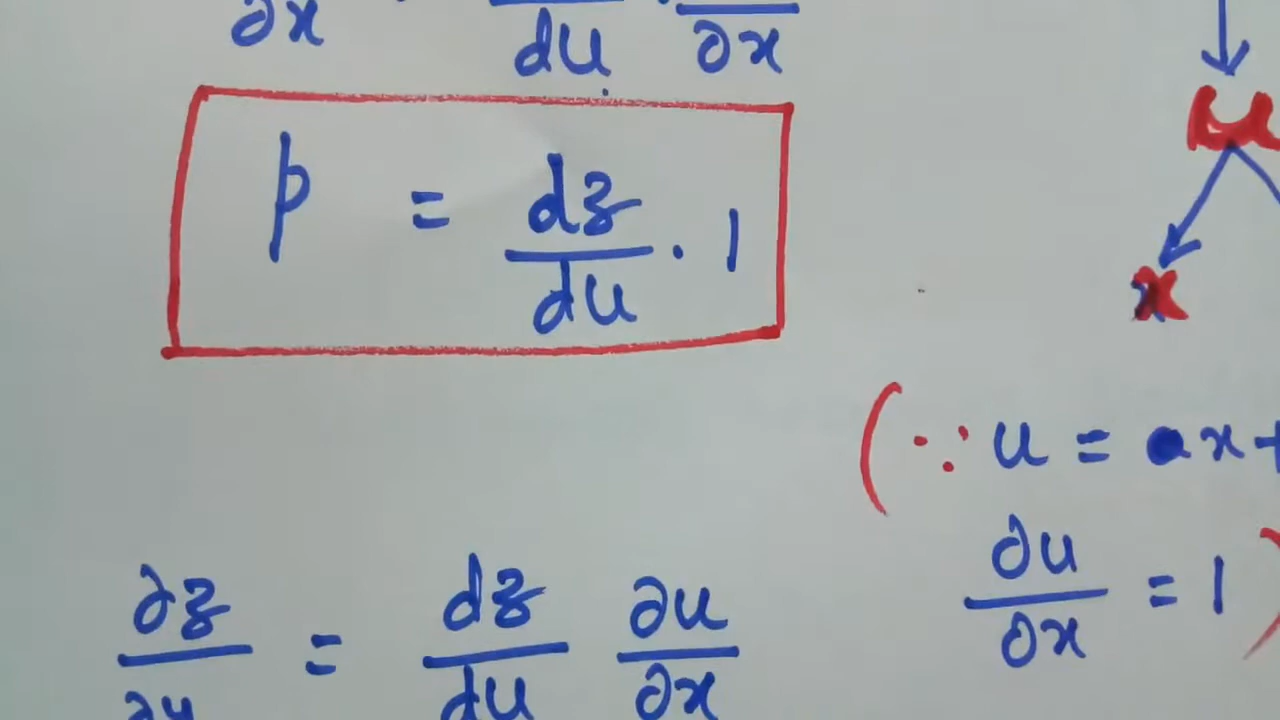 ∂x du ∂x
p = dz/du · 1
u
x
(∵ u = ax+
∂u/∂x = 1)
∂z/∂y = dz/du ∂u/∂x